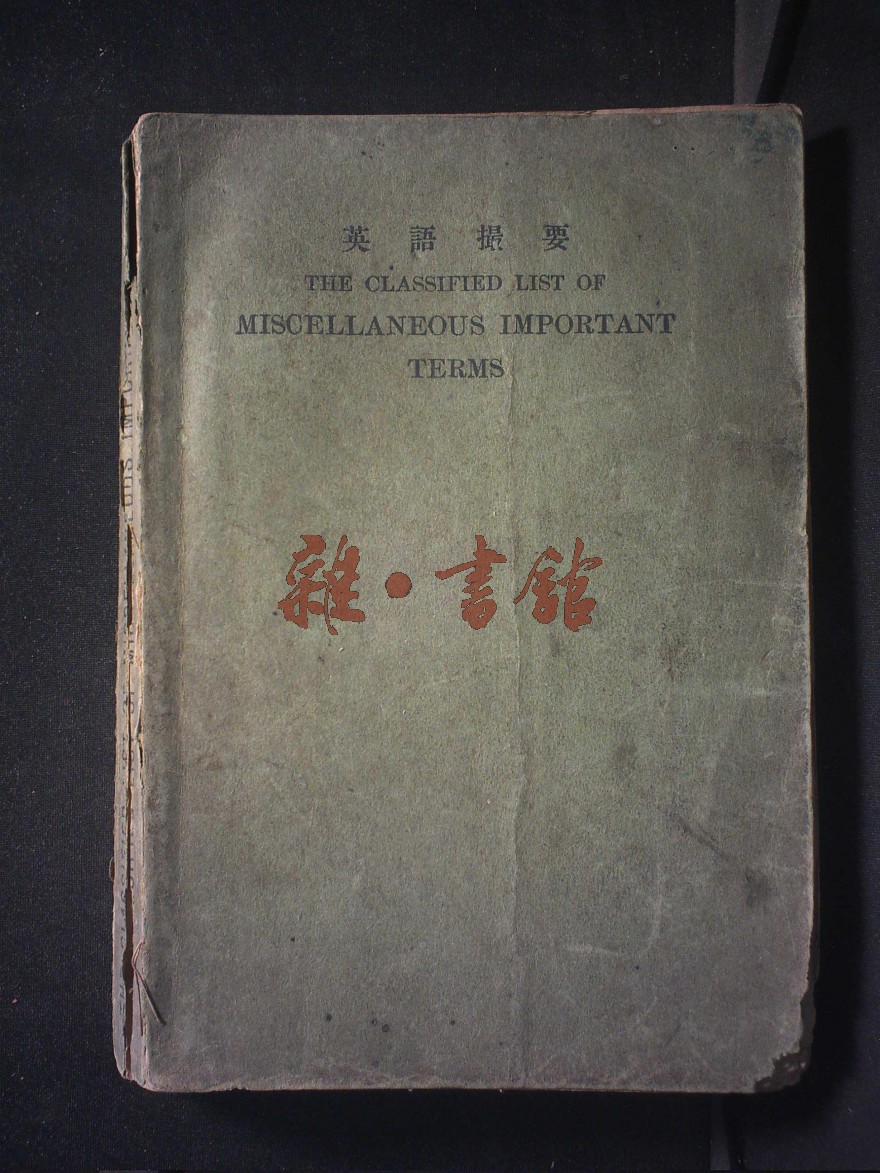 英語撮要
THE CLASSIFIED LIST OF
MISCELLANEOUS IMPORTANT
TERMS
雜·書館